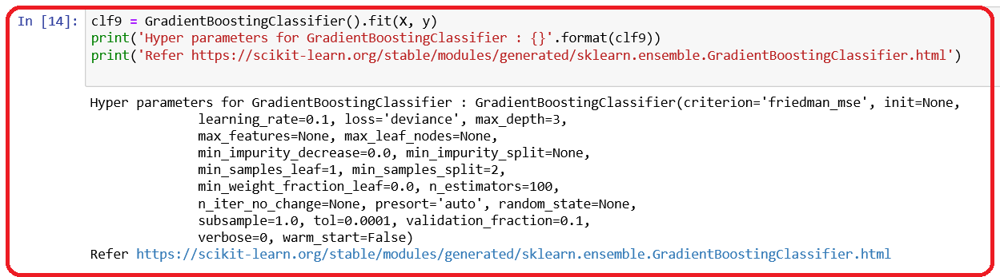 In [14]: clf9 = GradientBoostingClassifier().fit(X, y)
print('Hyper parameters for GradientBoostingClassifier : {}'.format(clf9))
print('Refer https://scikit-learn.org/stable/modules/generated/sklearn.ensemble.GradientBoostingClassifier.html')
Hyper parameters for GradientBoostingClassifier : GradientBoostingClassifier(criterion='friedman_mse', init=None,
learning_rate=0.1, loss='deviance', max_depth=3,
max_features=None, max_leaf_nodes=None,
min_impurity_decrease=0.0, min_impurity_split=None,
min_samples_leaf=1, min_samples_split=2,
min_weight_fraction_leaf=0.0, n_estimators=100,
n_iter_no_change=None, presort='auto', random_state=None,
subsample=1.0, tol=0.0001, validation_fraction=0.1,
verbose=0, warm_start=False)
Refer https://scikit-learn.org/stable/modules/generated/sklearn.ensemble.GradientBoostingClassifier.html